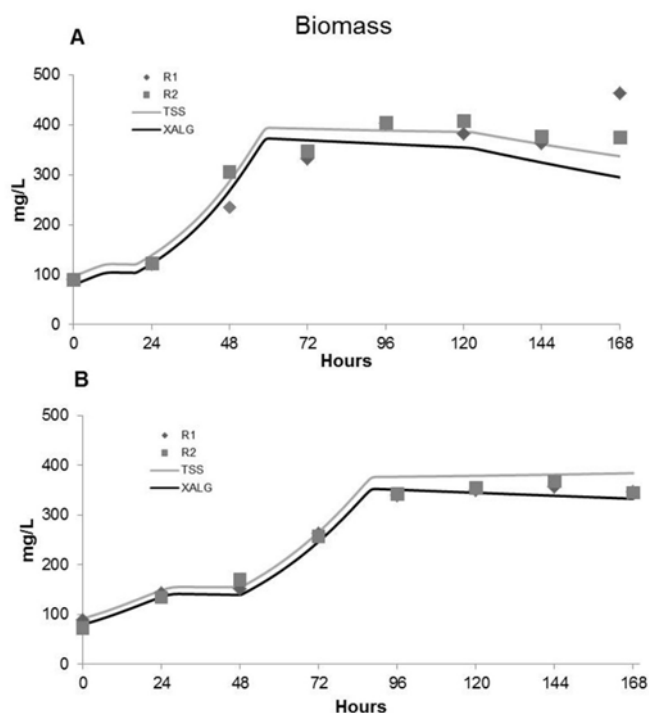 Biomass
A
500
400
300
200
100
0
mg/L
R1
R2
TSS
XALG
0 24 48 72 96 120 144 168
Hours
B
500
400
300
200
100
0
mg/L
R1
R2
TSS
XALG
0 24 48 72 96 120 144 168
Hours